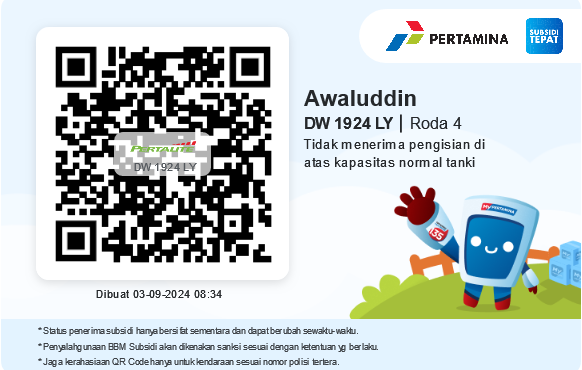 PERTAMINA
SUBSIDI
TEPAT
Awaluddin
DW 1924 LY | Roda 4
Tidak menerima pengisian di
atas kapasitas normal tanki
PERTALITE
DW 1924 LY
MyPERTAMINA
135
Dibuat 03-09-2024 08:34
* Status penerima subsidi hanya bersifat sementara dan dapat berubah sewaktu-waktu.
* Penyalahgunaan BBM Subsidi akan dikenakan sanksi sesuai dengan ketentuan yg berlaku.
* Jaga kerahasiaan QR Code hanya untuk kendaraan sesuai nomor polisi tertera.